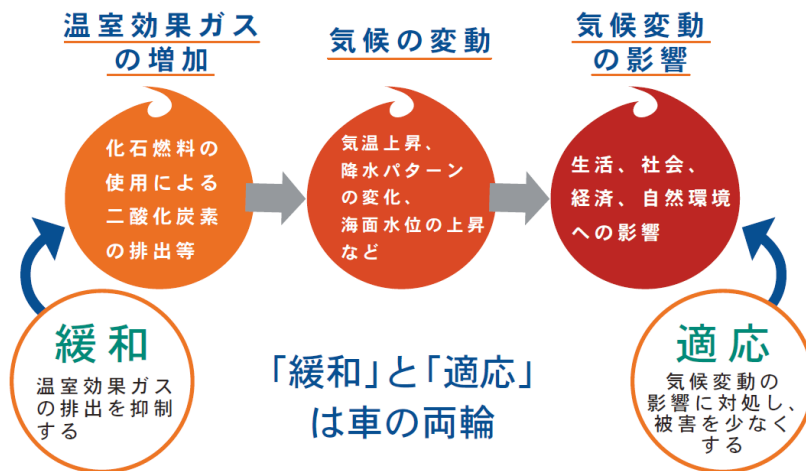 温室効果ガス
の増加
気候の変動
気候変動
の影響
化石燃料の
使用による
二酸化炭素
の排出等
気温上昇、
降水パターン
の変化、
海面水位の上昇
など
生活、社会、
経済、自然環境
への影響
緩和
温室効果ガス
の排出を抑制
する
「緩和」と「適応」
は車の両輪
適応
気候変動の
影響に対処し、
被害を少なく
する